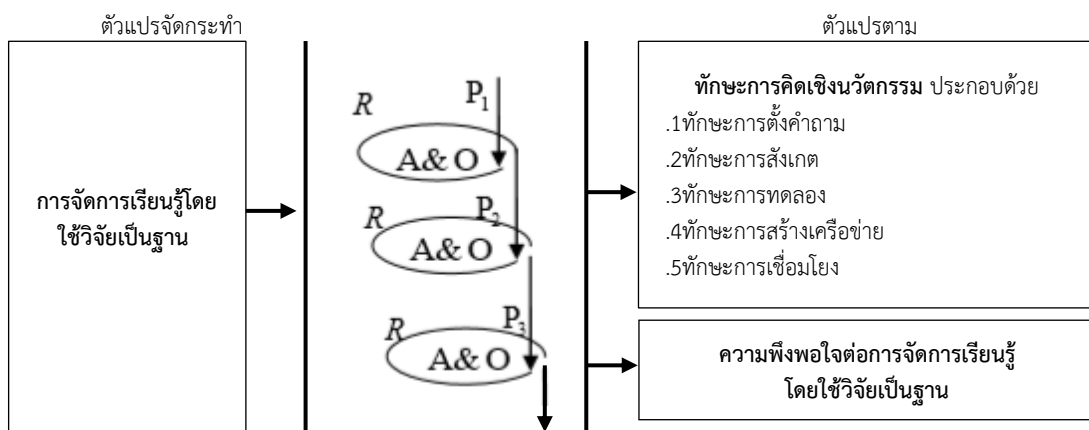 ตัวแปรจัดกระทำ
ตัวแปรตาม
การจัดการเรียนรู้โดย
ใช้วิจัยเป็นฐาน
R
P1
A& O
R
P2
A& O
R
P3
A& O
ทักษะการคิดเชิงนวัตกรรม ประกอบด้วย
.1ทักษะการตั้งคำถาม
.2ทักษะการสังเกต
.3ทักษะการทดลอง
.4ทักษะการสร้างเครือข่าย
.5ทักษะการเชื่อมโยง
ความพึงพอใจต่อการจัดการเรียนรู้
โดยใช้วิจัยเป็นฐาน